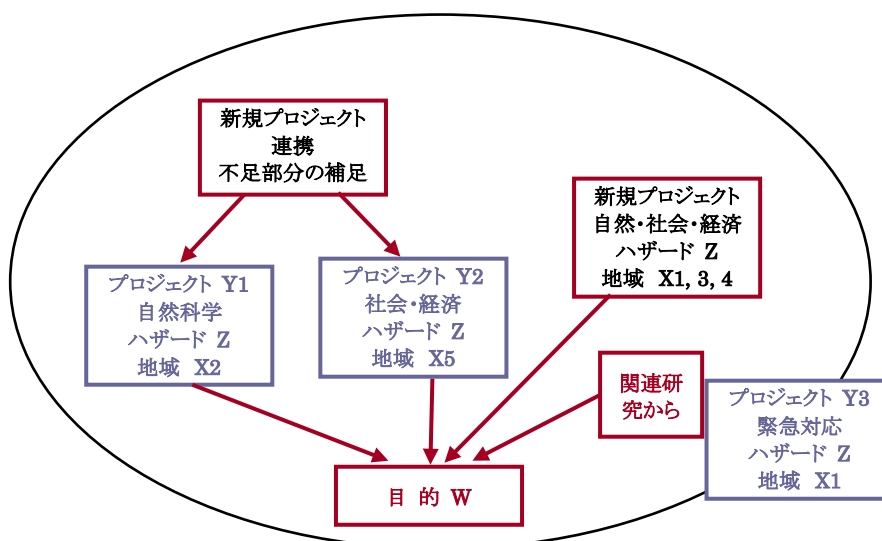 新規プロジェクト
連携
不足部分の補足
新規プロジェクト
自然・社会・経済
ハザード Z
地域 X1, 3, 4
プロジェクト Y1
自然科学
ハザード Z
地域 X2
プロジェクト Y2
社会・経済
ハザード Z
地域 X5
関連研
究から
プロジェクト Y3
緊急対応
ハザード Z
地域 X1
目 的 W